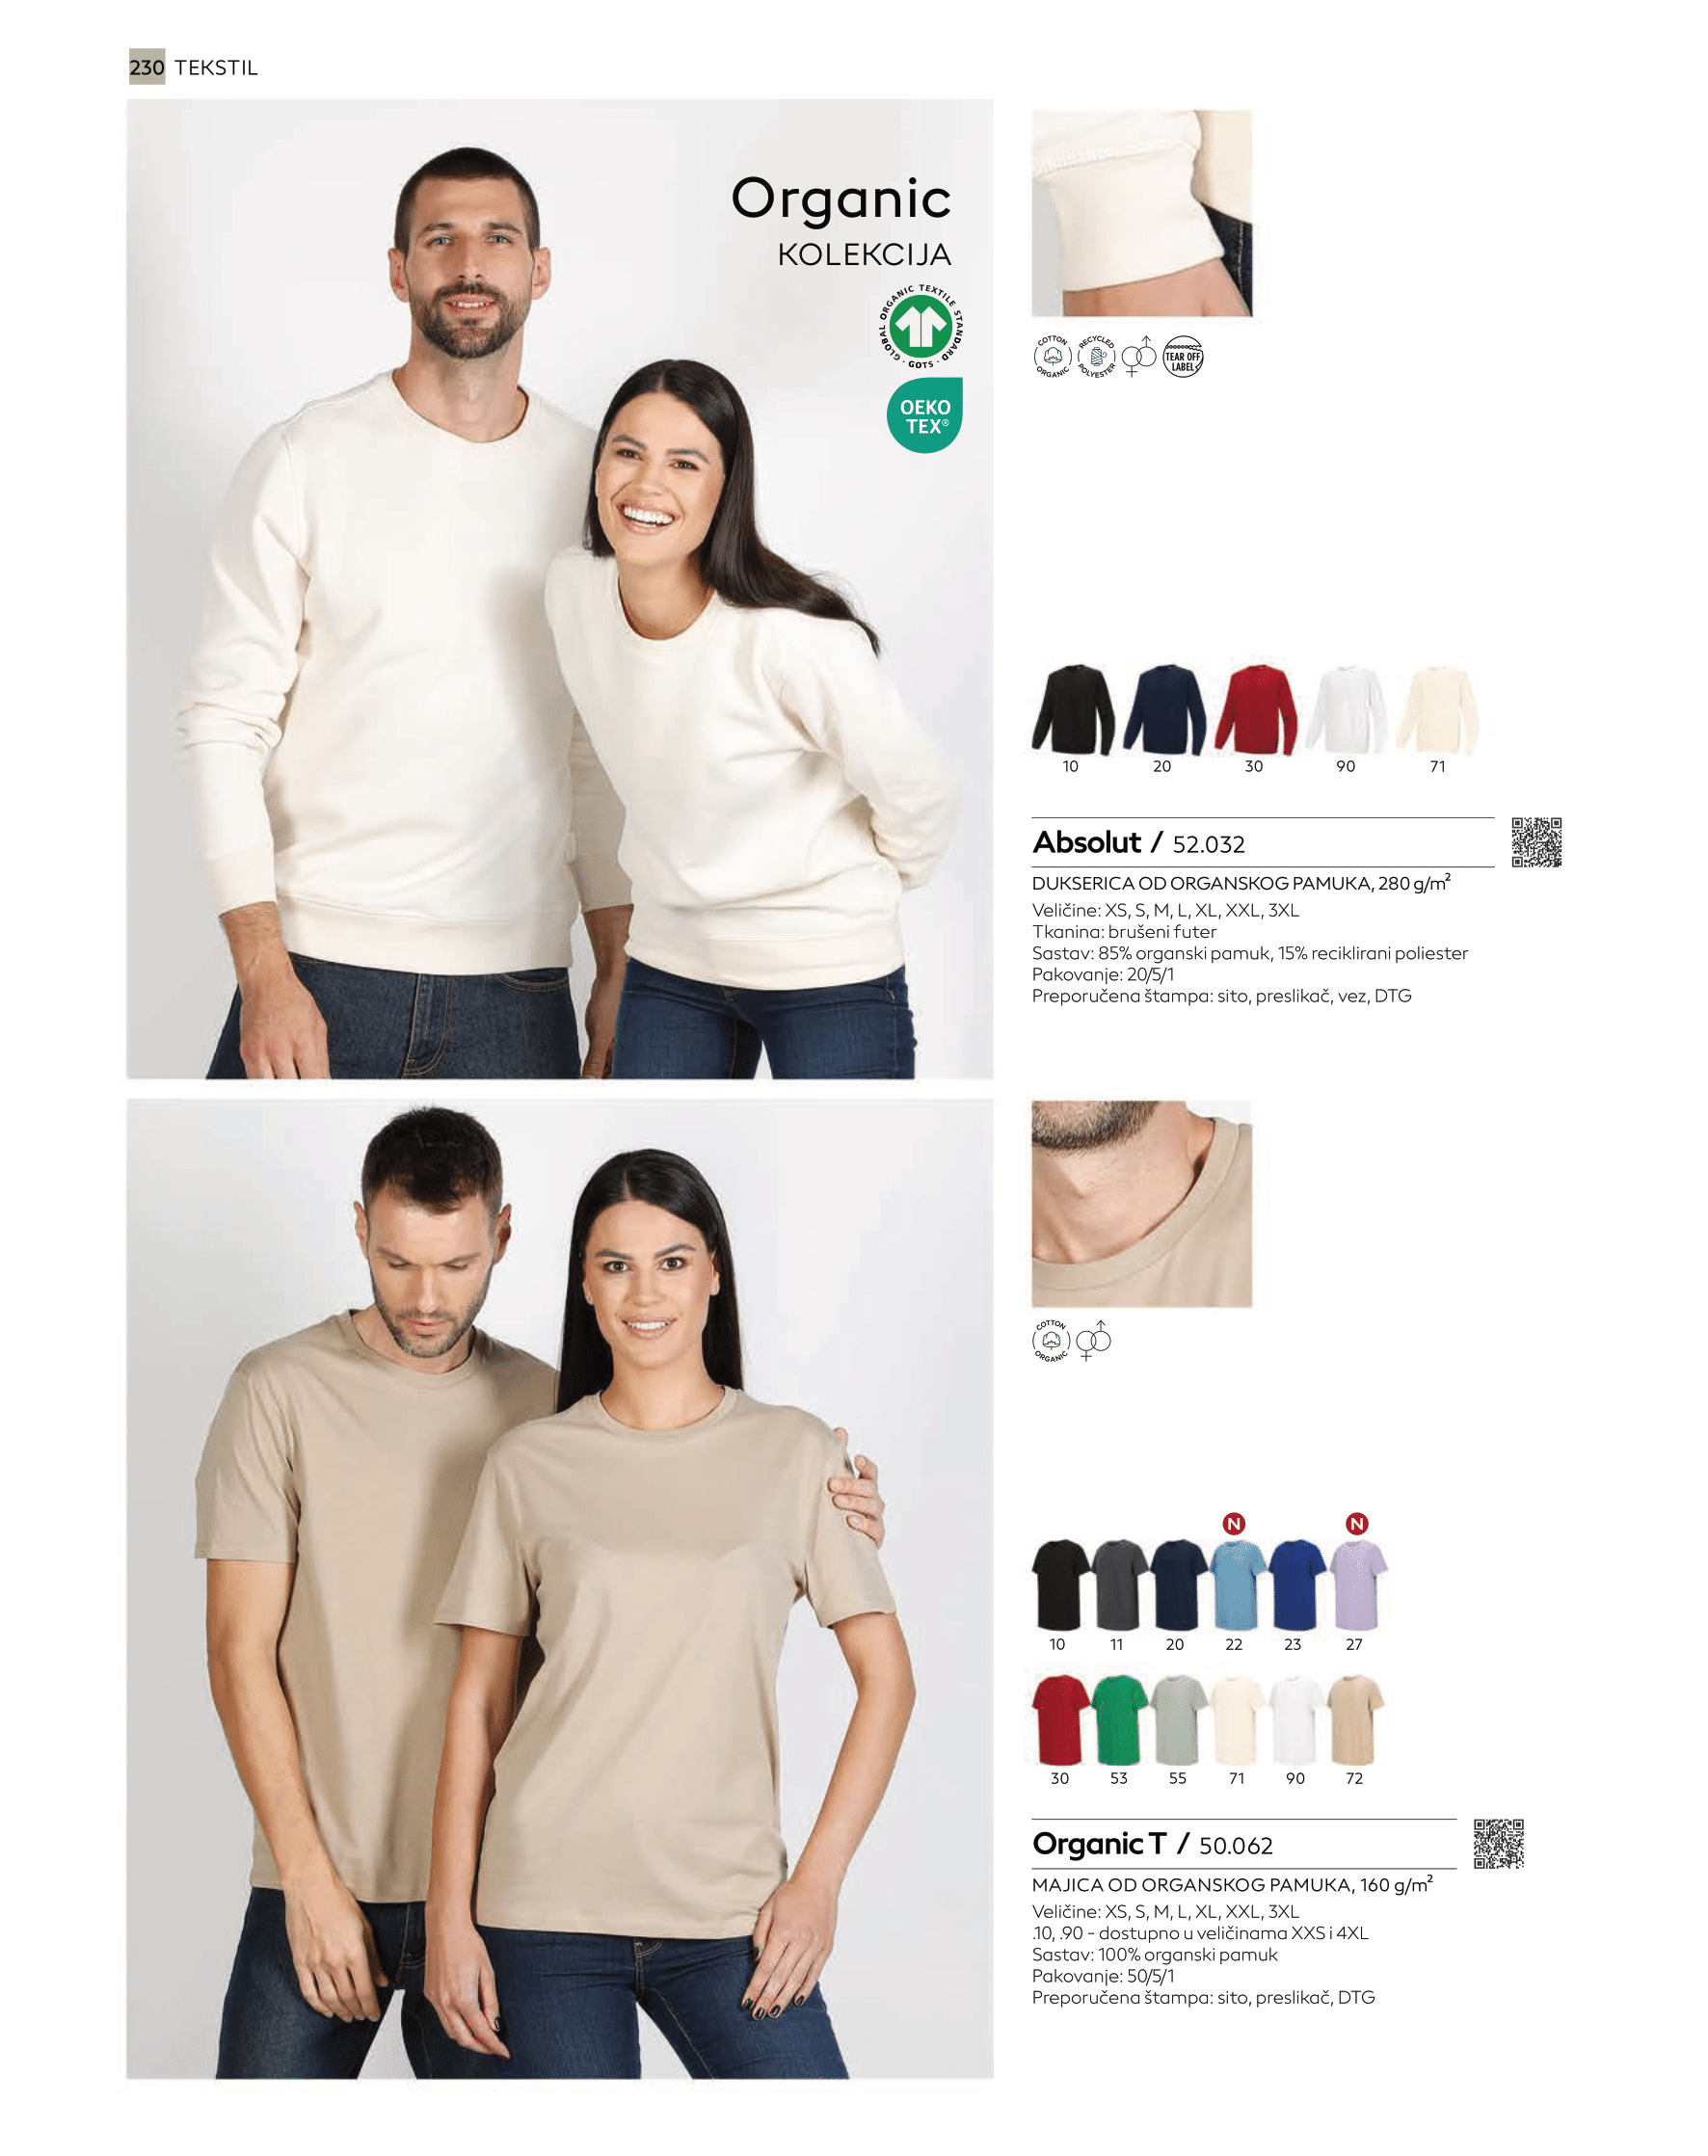 230 TEKSTIL
Organic
KOLEKCIJA
GLOBAL ORGANIC TEXTILE STANDARD · GOTS ·
OEKO
TEX®
COTTON ORGANIC
RECYCLED POLYESTER
TEAR OFF
LABEL
10 20 30 90 71
Absolut / 52.032
DUKSERICA OD ORGANSKOG PAMUKA, 280 g/m²
Veličine: XS, S, M, L, XL, XXL, 3XL
Tkanina: brušeni futer
Sastav: 85% organski pamuk, 15% reciklirani poliester
Pakovanje: 20/5/1
Preporučena štampa: sito, preslikač, vez, DTG
COTTON ORGANIC
N N
10 11 20 22 23 27
30 53 55 71 90 72
Organic T / 50.062
MAJICA OD ORGANSKOG PAMUKA, 160 g/m²
Veličine: XS, S, M, L, XL, XXL, 3XL
.10, .90 - dostupno u veličinama XXS i 4XL
Sastav: 100% organski pamuk
Pakovanje: 50/5/1
Preporučena štampa: sito, preslikač, DTG